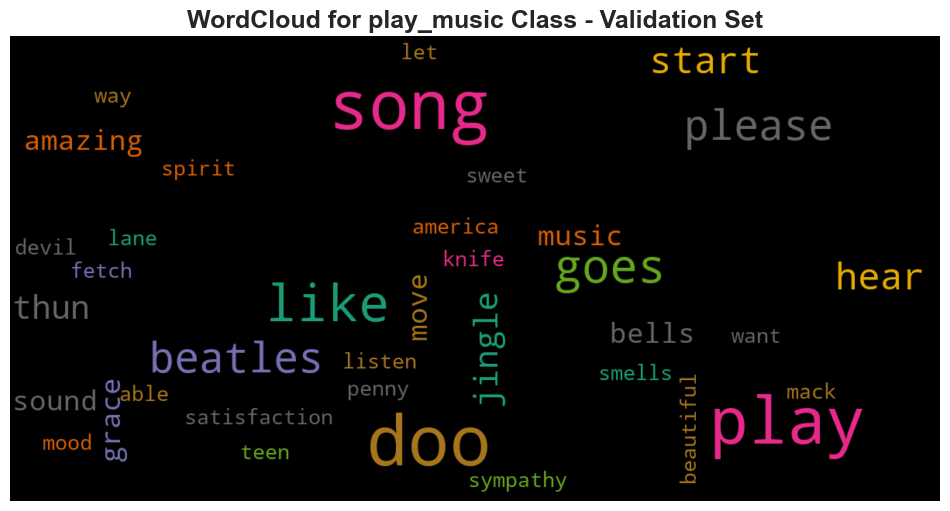 WordCloud for play_music Class - Validation Set
let
start
song
way
please
amazing
spirit
sweet
america
music
lane
devil
knife
goes
fetch
hear
move
like
thun
jingle
bells
want
beatles
listen
smells
penny
able
grace
sound
mack
beautiful
play
satisfaction
doo
mood
teen
sympathy